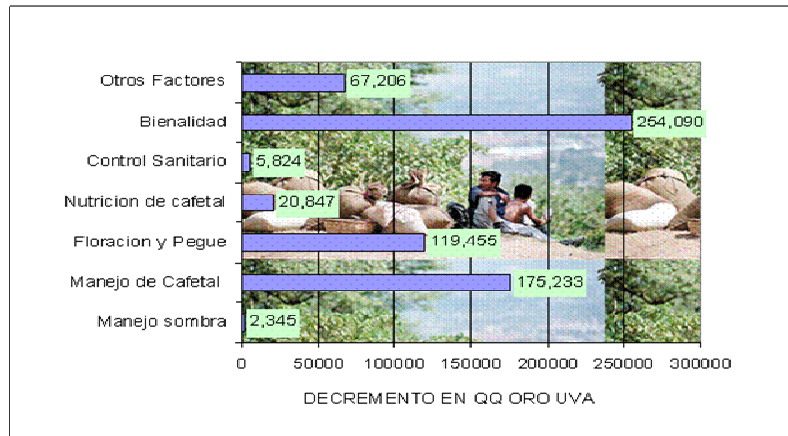 Otros Factores
67,206
Bienalidad
254,090
Control Sanitario
5,824
Nutricion de cafetal
20,847
Floracion y Pegue
119,455
Manejo de Cafetal
175,233
Manejo sombra
2,345
0 50000 100000 150000 200000 250000 300000
DECREMENTO EN QQ ORO UVA